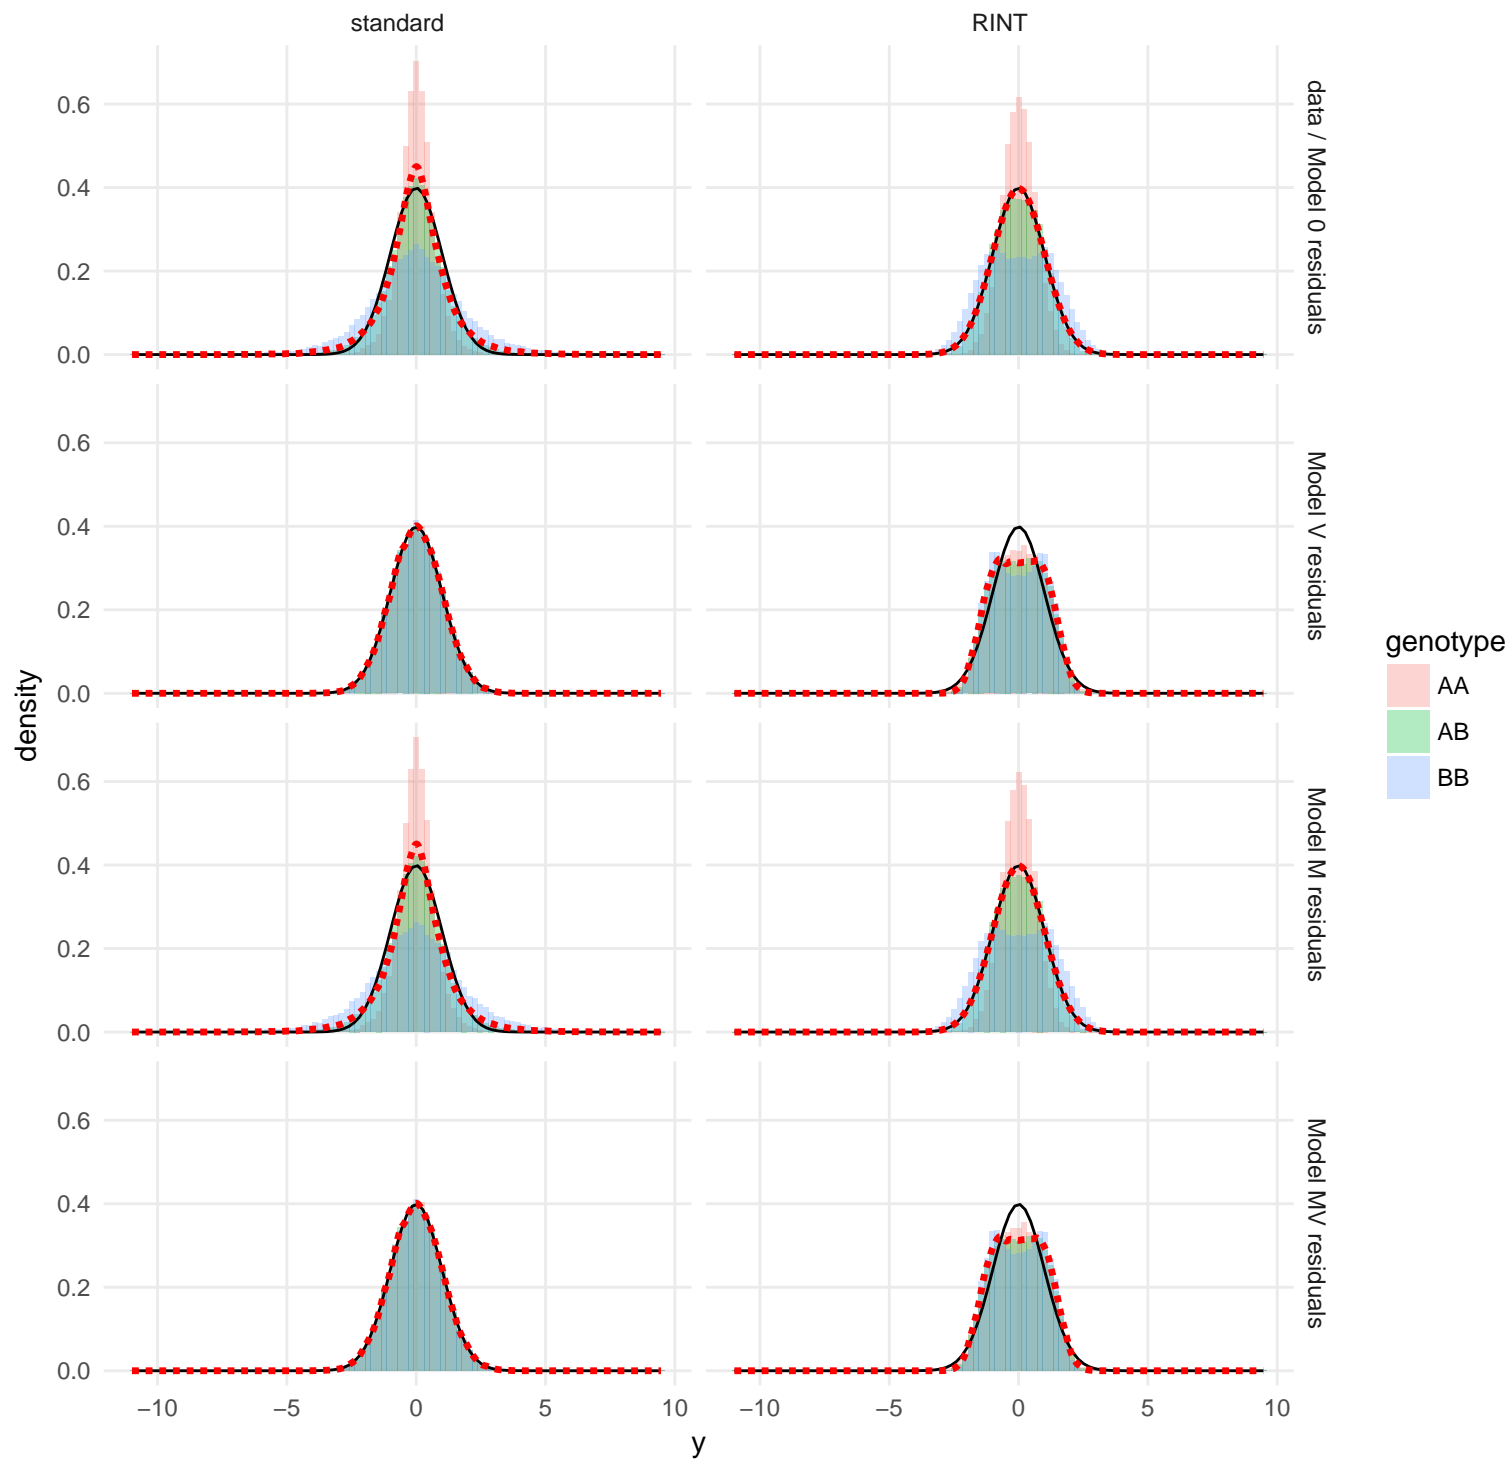 standard
RINT
0.6
0.4
0.2
0.0
data / Model 0 residuals
0.6
0.4
0.2
0.0
Model V residuals
0.6
0.4
0.2
0.0
Model M residuals
0.6
0.4
0.2
0.0
Model MV residuals
−10 −5 0 5 10
−10 −5 0 5 10
y
density
genotype
AA
AB
BB